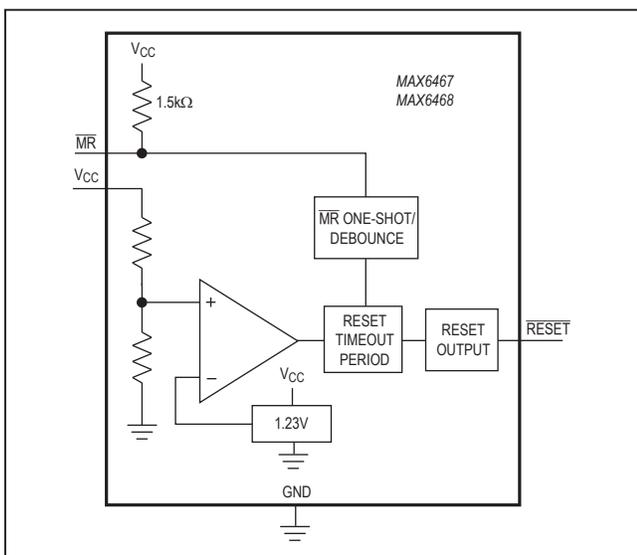 VCC
MAX6467
MAX6468
1.5kΩ
MR
VCC
MR ONE-SHOT/
DEBOUNCE
+
RESET
TIMEOUT
PERIOD
RESET
OUTPUT
RESET
−
VCC
1.23V
GND